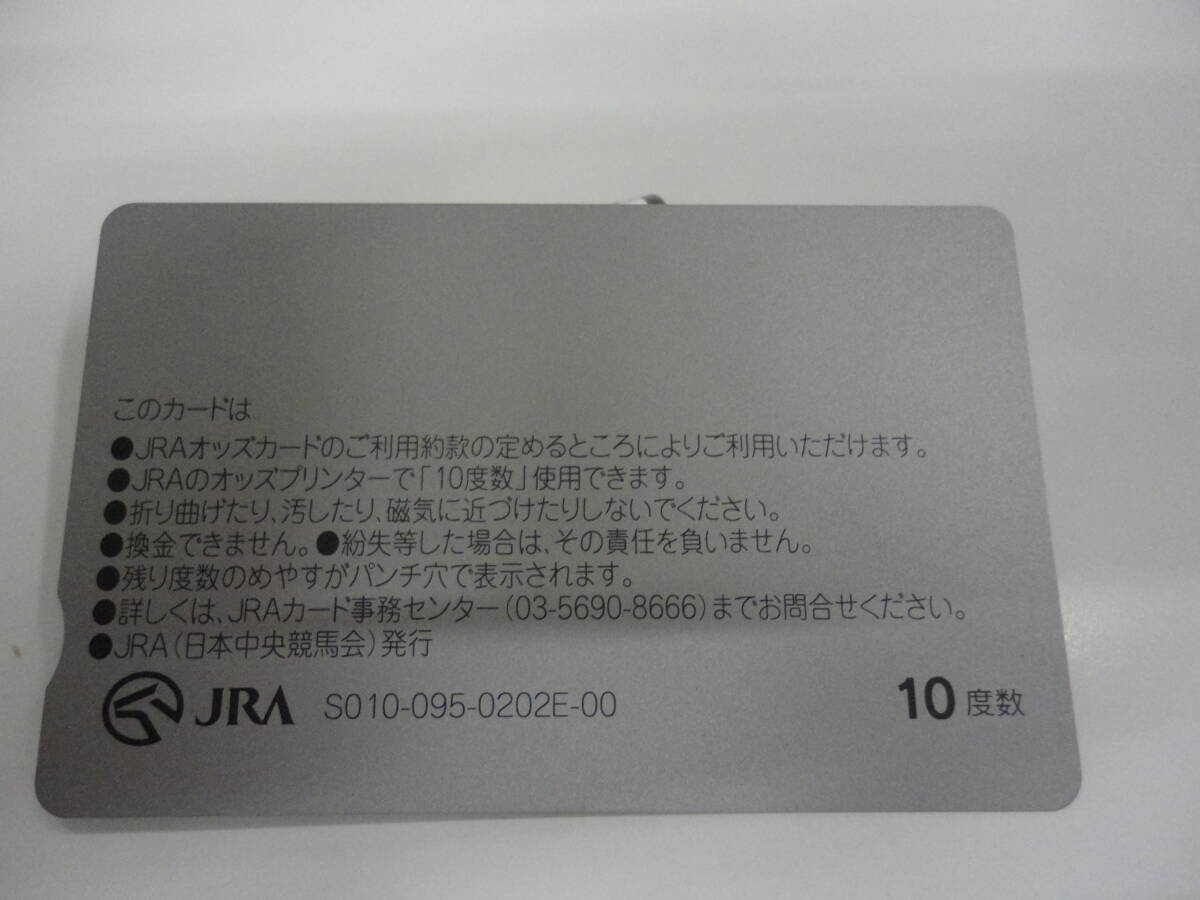 このカードは
●JRAオッズカードのご利用約款の定めるところによりご利用いただけます。
●JRAのオッズプリンターで「10度数」使用できます。
●折り曲げたり、汚したり、磁気に近づけたりしないでください。
●換金できません。●紛失等した場合は、その責任を負いません。
●残り度数のめやすがパンチ穴で表示されます。
●詳しくは、JRAカード事務センター(03-5690-8666)までお問合せください。
●JRA(日本中央競馬会)発行
JRA S010-095-0202E-00 10度数